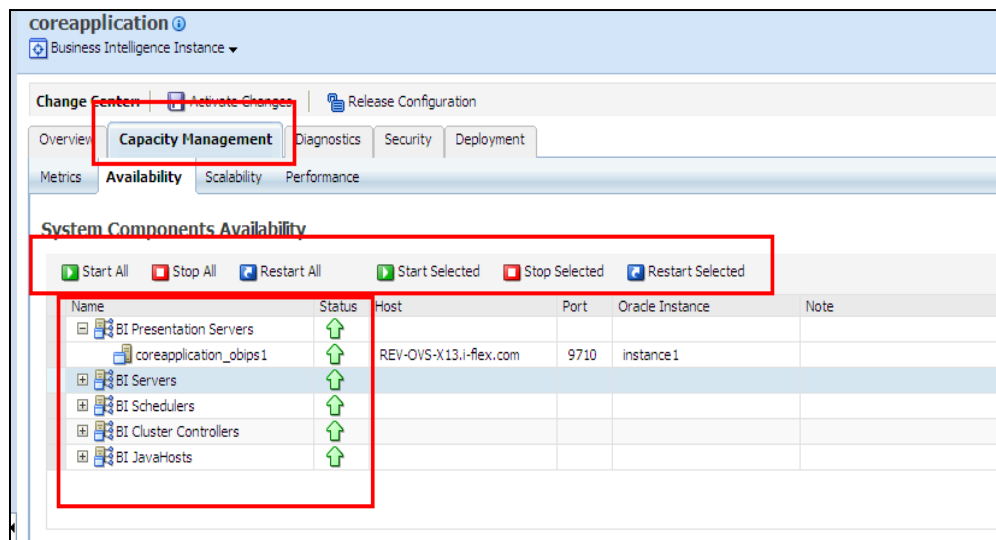 coreapplication
Business Intelligence Instance
Change Center: Activate Changes Release Configuration
Overview Capacity Management Diagnostics Security Deployment
Metrics Availability Scalability Performance
System Components Availability
Start All Stop All Restart All Start Selected Stop Selected Restart Selected
Name Status Host Port Oracle Instance Note
BI Presentation Servers
coreapplication_obips1 REV-OVS-X13.i-flex.com 9710 instance1
BI Servers
BI Schedulers
BI Cluster Controllers
BI JavaHosts